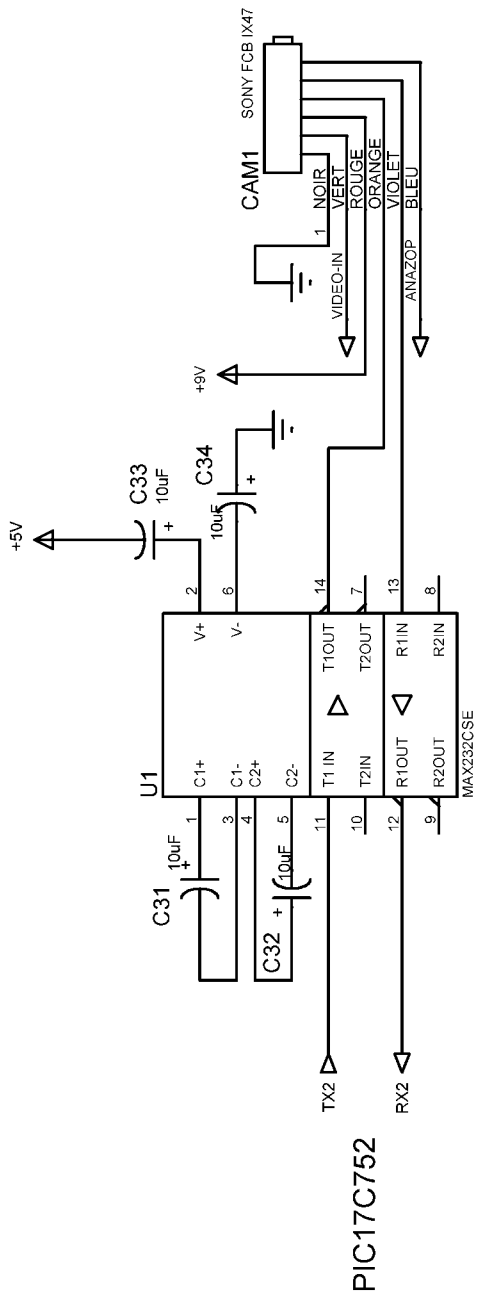 PIC17C752
TX2
RX2
C31
10uF
+
C32
10uF
+
U1
1
3
4
5
11
10
12
9
C1+
C1-
C2+
C2-
T1 IN
T2IN
R1OUT
R2OUT
V+
V-
T1OUT
T2OUT
R1IN
R2IN
MAX232CSE
2
6
14
7
13
8
+5V
C33
10uF
+
C34
10uF
+
+9V
VIDEO-IN
ANAZOP
CAM1
SONY FCB IX47
1
NOIR
VERT
ROUGE
ORANGE
VIOLET
BLEU